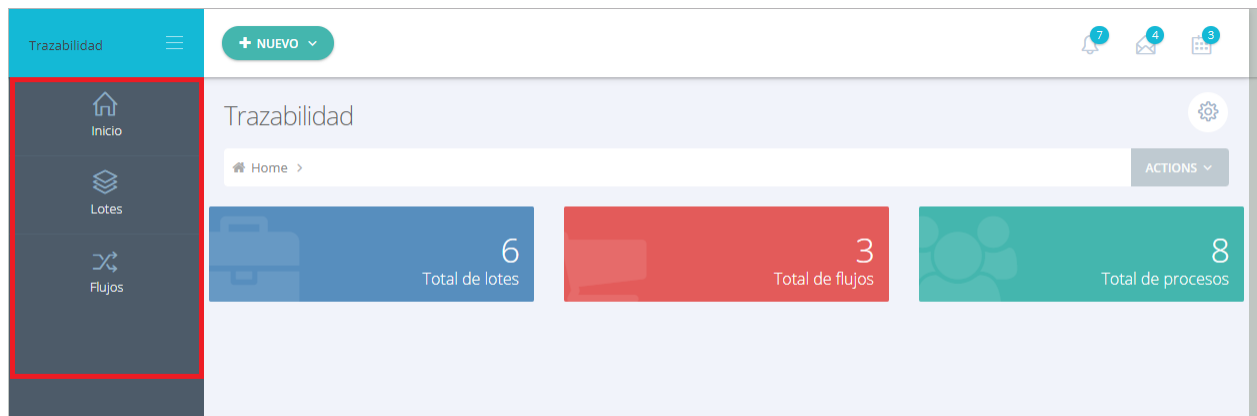 Trazabilidad
NUEVO
7
4
3
Inicio
Lotes
Flujos
Trazabilidad
Home >
ACTIONS
6
Total de lotes
3
Total de flujos
8
Total de procesos